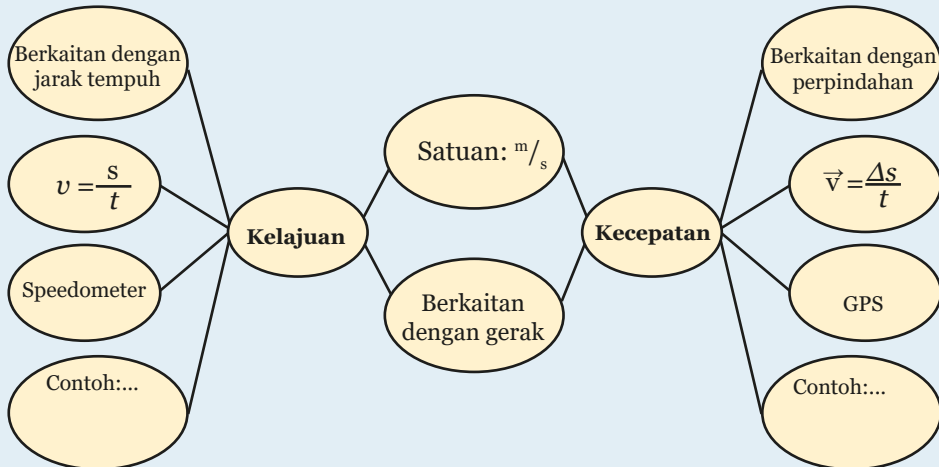 Berkaitan dengan
jarak tempuh
v = s/t
Speedometer
Contoh:...
Kelajuan
Satuan: m/s
Berkaitan
dengan gerak
Kecepatan
Berkaitan dengan
perpindahan
v⃗ = Δs/t
GPS
Contoh:...